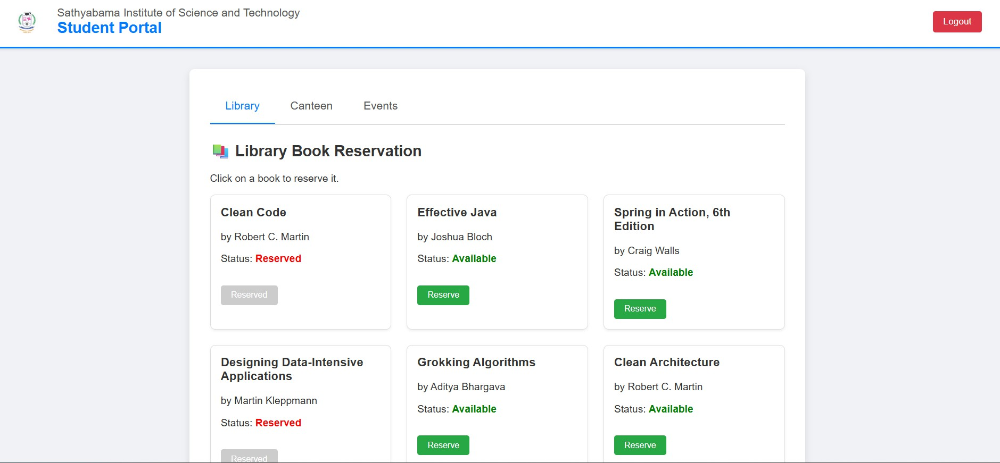 Sathyabama Institute of Science and Technology
Student Portal
Logout
Library
Canteen
Events
Library Book Reservation
Click on a book to reserve it.
Clean Code
by Robert C. Martin
Status: Reserved
Reserved
Effective Java
by Joshua Bloch
Status: Available
Reserve
Spring in Action, 6th
Edition
by Craig Walls
Status: Available
Reserve
Designing Data-Intensive
Applications
by Martin Kleppmann
Status: Reserved
Reserved
Grokking Algorithms
by Aditya Bhargava
Status: Available
Reserve
Clean Architecture
by Robert C. Martin
Status: Available
Reserve